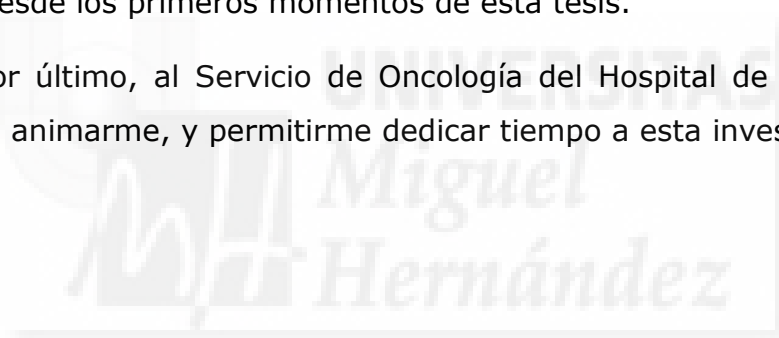 desde los primeros momentos de esta tesis.
or último, al Servicio de Oncología del Hospital de
animarme, y permitirme dedicar tiempo a esta inves
UNIVERSITAS
Miguel
Hernández